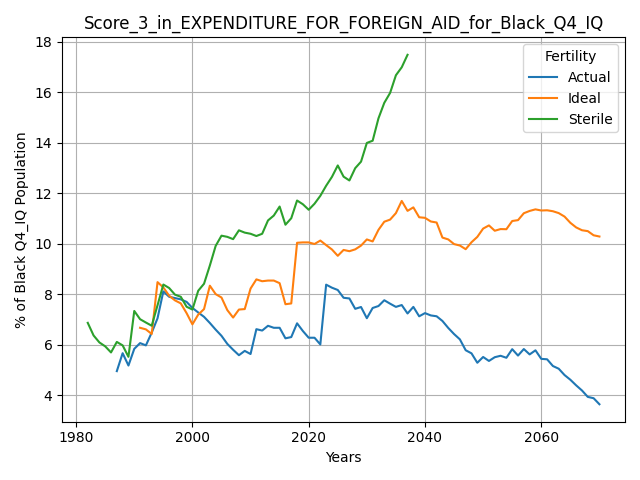 Score_3_in_EXPENDITURE_FOR_FOREIGN_AID_for_Black_Q4_IQ
18
16
14
12
10
8
6
4
% of Black Q4_IQ Population
Fertility
Actual
Ideal
Sterile
1980 2000 2020 2040 2060
Years